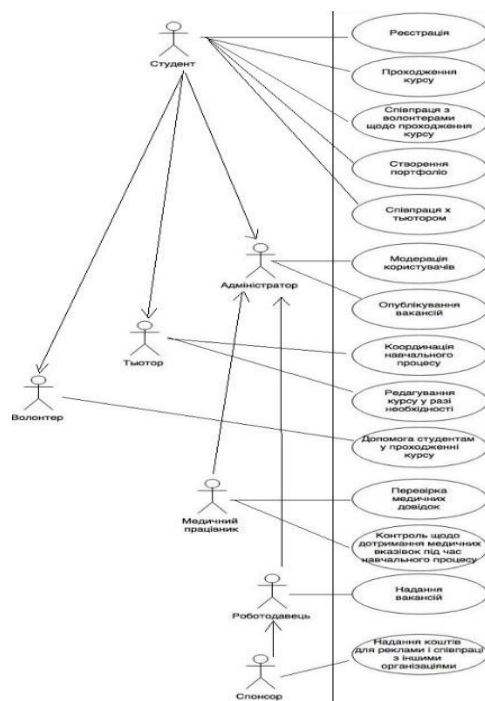 Студент
Реєстрація
Проходження
курсу
Співпраця з
волонтерами
щодо проходження
курсу
Створення
портфоліо
Співпраця х
тьютором
Адміністратор
Модерація
користувачів
Опублікування
вакансій
Тьютор
Координація
навчального
процесу
Редагування
курсу у разі
необхідності
Волонтер
Допомога студентам
у проходженні
курсу
Медичний
працівник
Перевірка
медичних
довідок
Контроль щодо
дотримання медичних
вказівок під час
навчального процесу
Роботодавець
Надання
вакансій
Спонсор
Надання коштів
для реклами і співпраці
з іншими
організаціями